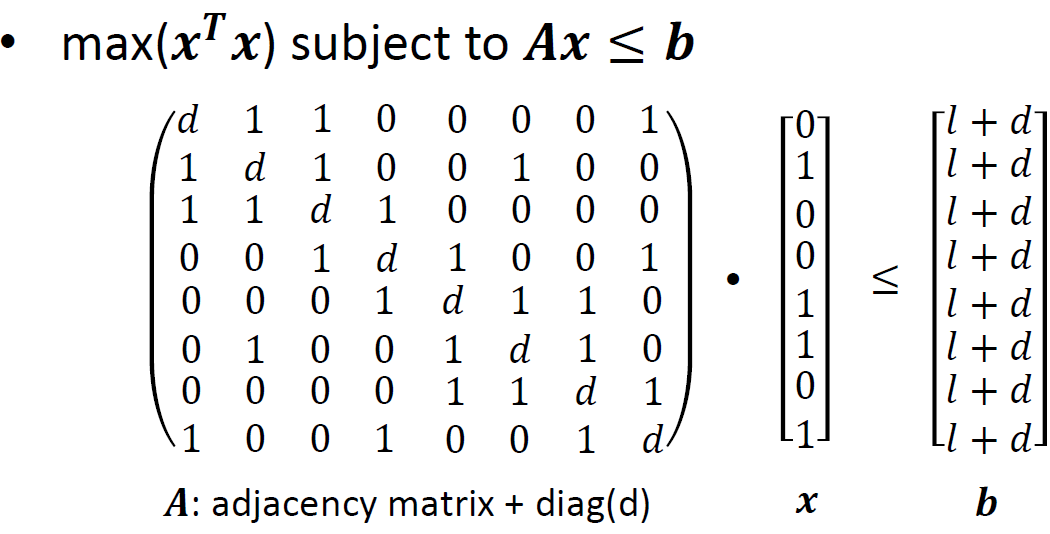 • max(xᵀx) subject to Ax ≤ b
d 1 1 0 0 0 0 1 0 l + d
1 d 1 0 0 1 0 0 1 l + d
1 1 d 1 0 0 0 0 0 l + d
0 0 1 d 1 0 0 1 0 l + d
• ≤
0 0 0 1 d 1 1 0 1 l + d
0 1 0 0 1 d 1 0 1 l + d
0 0 0 0 1 1 d 1 0 l + d
1 0 0 1 0 0 1 d 1 l + d
A: adjacency matrix + diag(d) x b